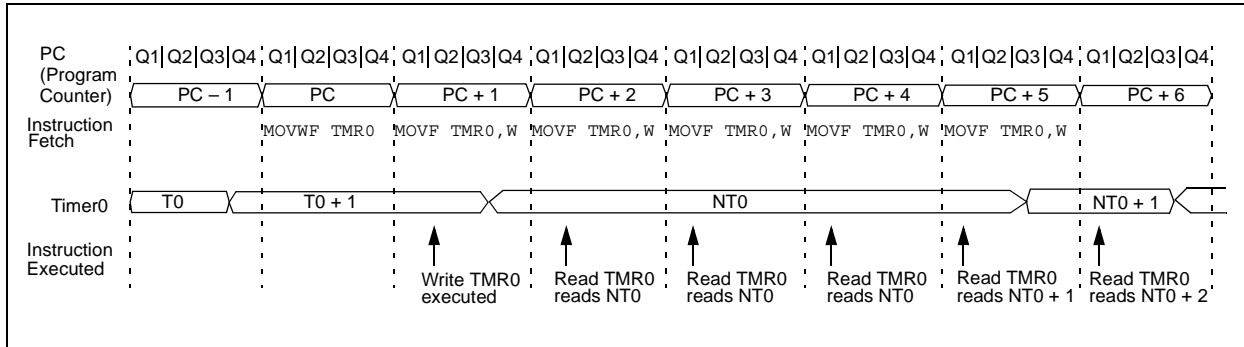 PC
(Program
Counter)
Q1 Q2 Q3 Q4 Q1 Q2 Q3 Q4 Q1 Q2 Q3 Q4 Q1 Q2 Q3 Q4 Q1 Q2 Q3 Q4 Q1 Q2 Q3 Q4 Q1 Q2 Q3 Q4 Q1 Q2 Q3 Q4
PC – 1 PC PC + 1 PC + 2 PC + 3 PC + 4 PC + 5 PC + 6
Instruction
Fetch
MOVWF TMR0 MOVF TMR0,W MOVF TMR0,W MOVF TMR0,W MOVF TMR0,W MOVF TMR0,W
Timer0 T0 T0 + 1 NT0 NT0 + 1
Instruction
Executed
Write TMR0
executed
Read TMR0
reads NT0
Read TMR0
reads NT0
Read TMR0
reads NT0
Read TMR0
reads NT0 + 1
Read TMR0
reads NT0 + 2